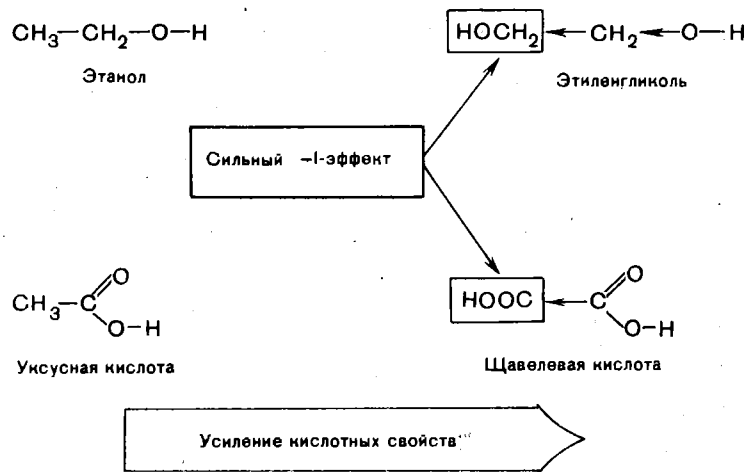 CH3—CH2—O—H
HOCH2←CH2←O—H
Этанол
Этиленгликоль
Сильный –I-эффект
CH3—C
O
O—H
HOOC←C
O
O—H
Уксусная кислота
Щавелевая кислота
Усиление кислотных свойств